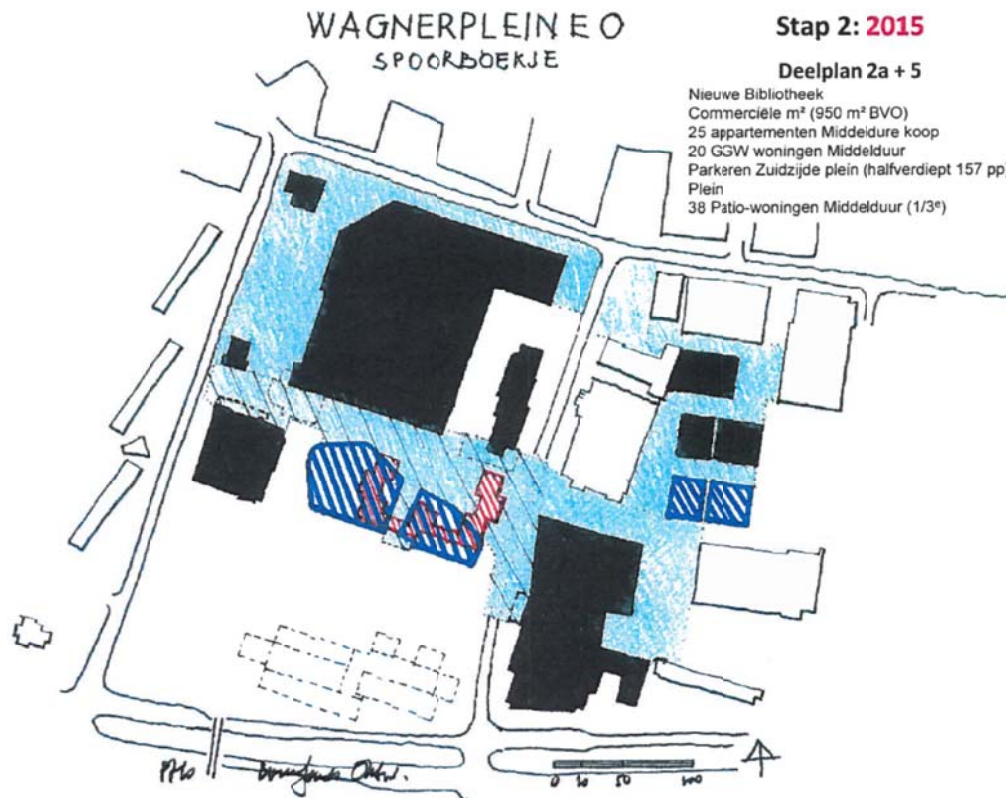 WAGNERPLEIN EO
SPOORBOEKJE
Stap 2: 2015
Deelplan 2a + 5
Nieuwe Bibliotheek
Commerciële m² (950 m² BVO)
25 appartementen Middeldure koop
20 GGW woningen Middelduur
Parkeren Zuidzijde plein (halfverdiept 157 pp)
Plein
38 Patio-woningen Middelduur (1/3ᵉ)
0 10 50 100